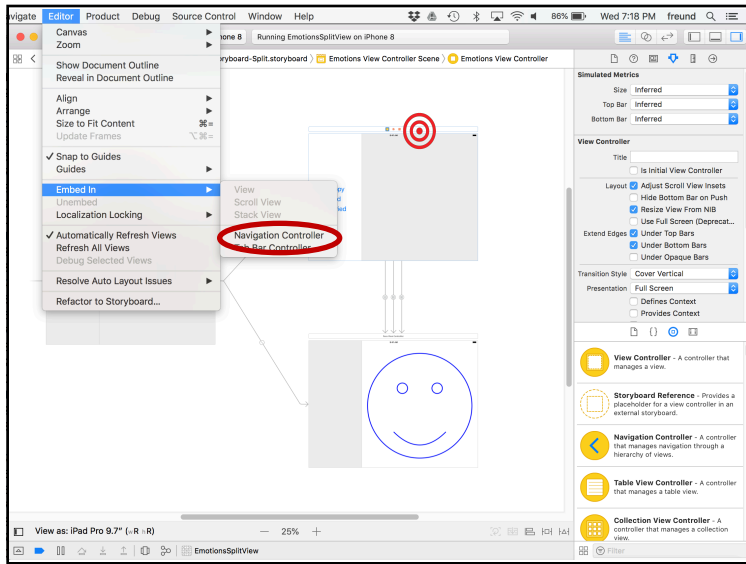 avigate Editor Product Debug Source Control Window Help 86% Wed 7:18 PM freund
one 8 Running EmotionsSplitView on iPhone 8
Canvas
Zoom
Show Document Outline
Reveal in Document Outline
Align
Arrange
Size to Fit Content ⌘=
Update Frames ⌥⌘=
Snap to Guides
Guides
Embed In
Unembed
Localization Locking
Automatically Refresh Views
Refresh All Views
Debug Selected Views
Resolve Auto Layout Issues
Refactor to Storyboard...
View
Scroll View
Stack View
Navigation Controller
Tab Bar Controller
oryboard-Split.storyboard Emotions View Controller Scene Emotions View Controller
py
d
ied
View as: iPad Pro 9.7" (wR hR) 25%
EmotionsSplitView
Simulated Metrics
Size Inferred
Top Bar Inferred
Bottom Bar Inferred
View Controller
Title
Is Initial View Controller
Layout Adjust Scroll View Insets
Hide Bottom Bar on Push
Resize View From NIB
Use Full Screen (Deprecat...
Extend Edges Under Top Bars
Under Bottom Bars
Under Opaque Bars
Transition Style Cover Vertical
Presentation Full Screen
Defines Context
Provides Context
View Controller - A controller that
manages a view.
Storyboard Reference - Provides a
placeholder for a view controller in an
external storyboard.
Navigation Controller - A controller
that manages navigation through a
hierarchy of views.
Table View Controller - A controller
that manages a table view.
Collection View Controller - A
controller that manages a collection
view.
Filter